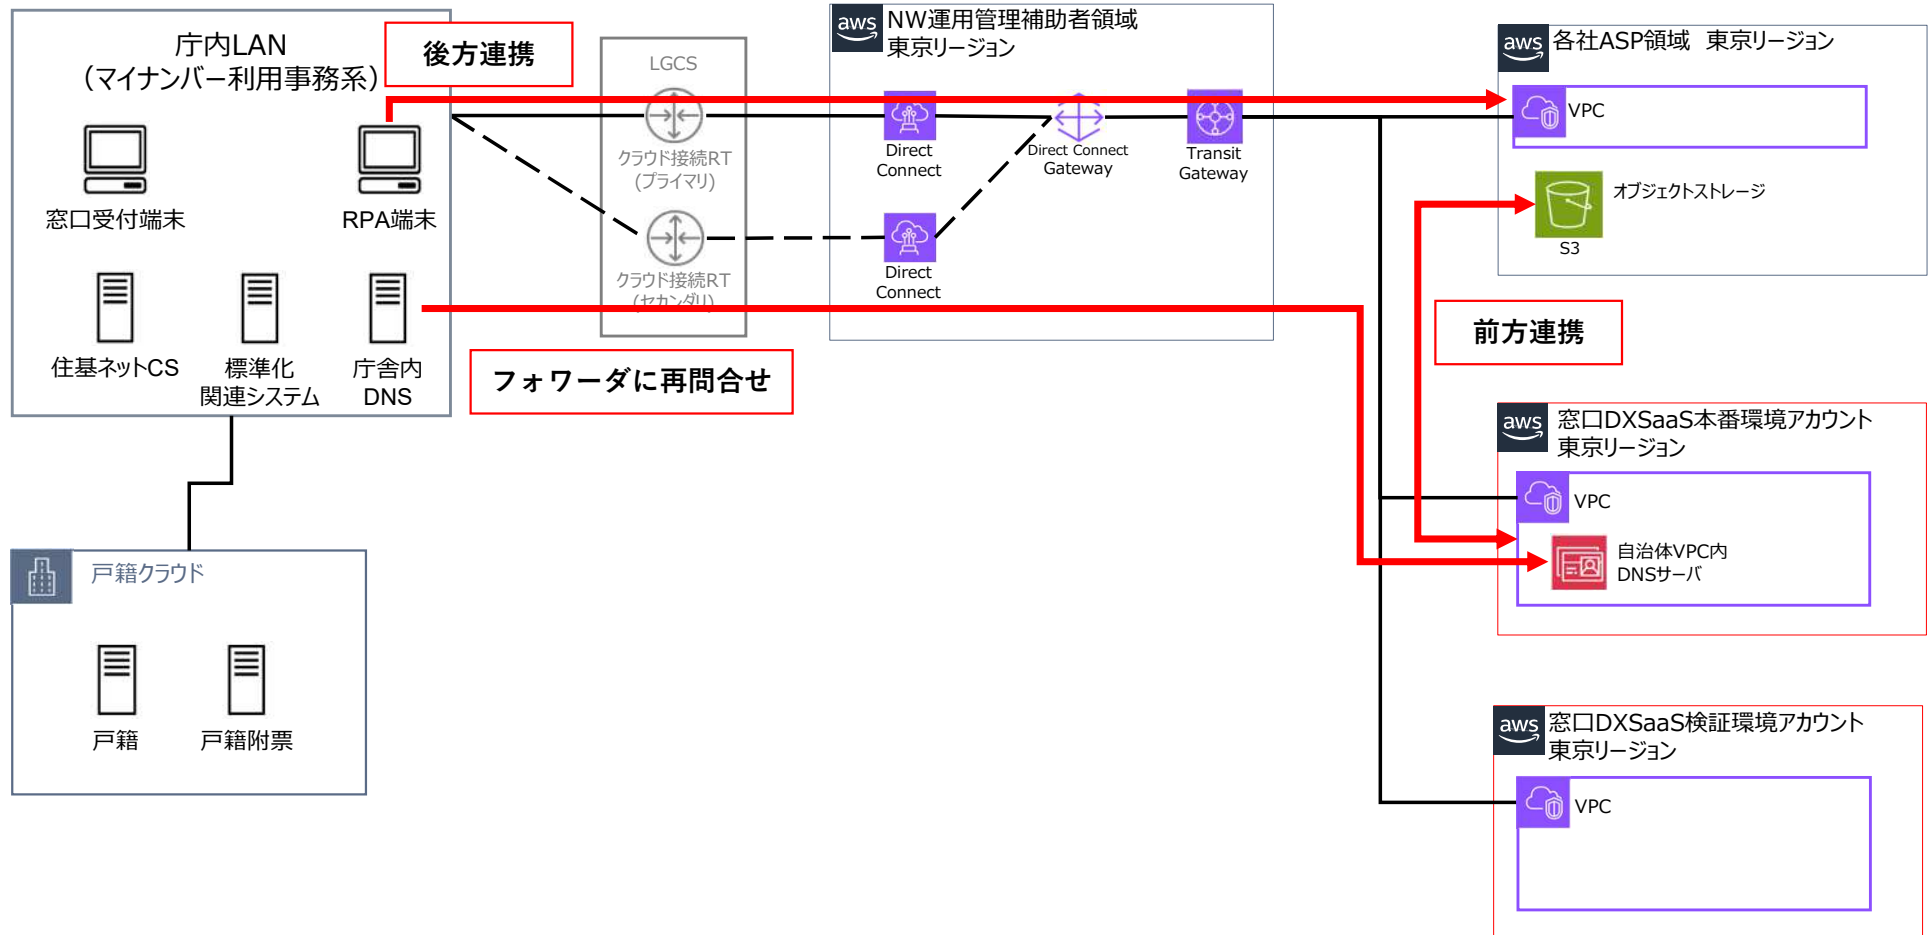 庁内LAN
（マイナンバー利用事務系）
窓口受付端末
RPA端末
住基ネットCS
標準化
関連システム
庁舎内
DNS
後方連携
LGCS
クラウド接続RT
(プライマリ)
クラウド接続RT
(セカンダリ)
フォワーダに再問合せ
aws
NW運用管理補助者領域
東京リージョン
Direct
Connect
Direct Connect
Gateway
Transit
Gateway
Direct
Connect
aws
各社ASP領域 東京リージョン
VPC
オブジェクトストレージ
S3
前方連携
aws
窓口DXSaaS本番環境アカウント
東京リージョン
VPC
自治体VPC内
DNSサーバ
戸籍クラウド
戸籍
戸籍附票
aws
窓口DXSaaS検証環境アカウント
東京リージョン
VPC